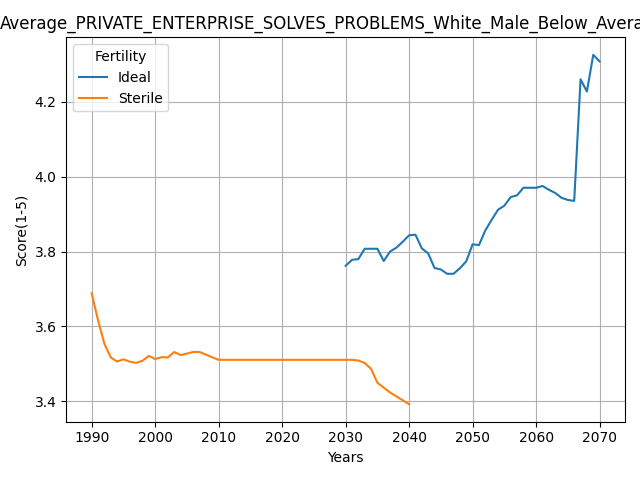 Average_PRIVATE_ENTERPRISE_SOLVES_PROBLEMS_White_Male_Below_Avera
Fertility
Ideal
Sterile
Score(1-5)
4.2
4.0
3.8
3.6
3.4
1990 2000 2010 2020 2030 2040 2050 2060 2070
Years